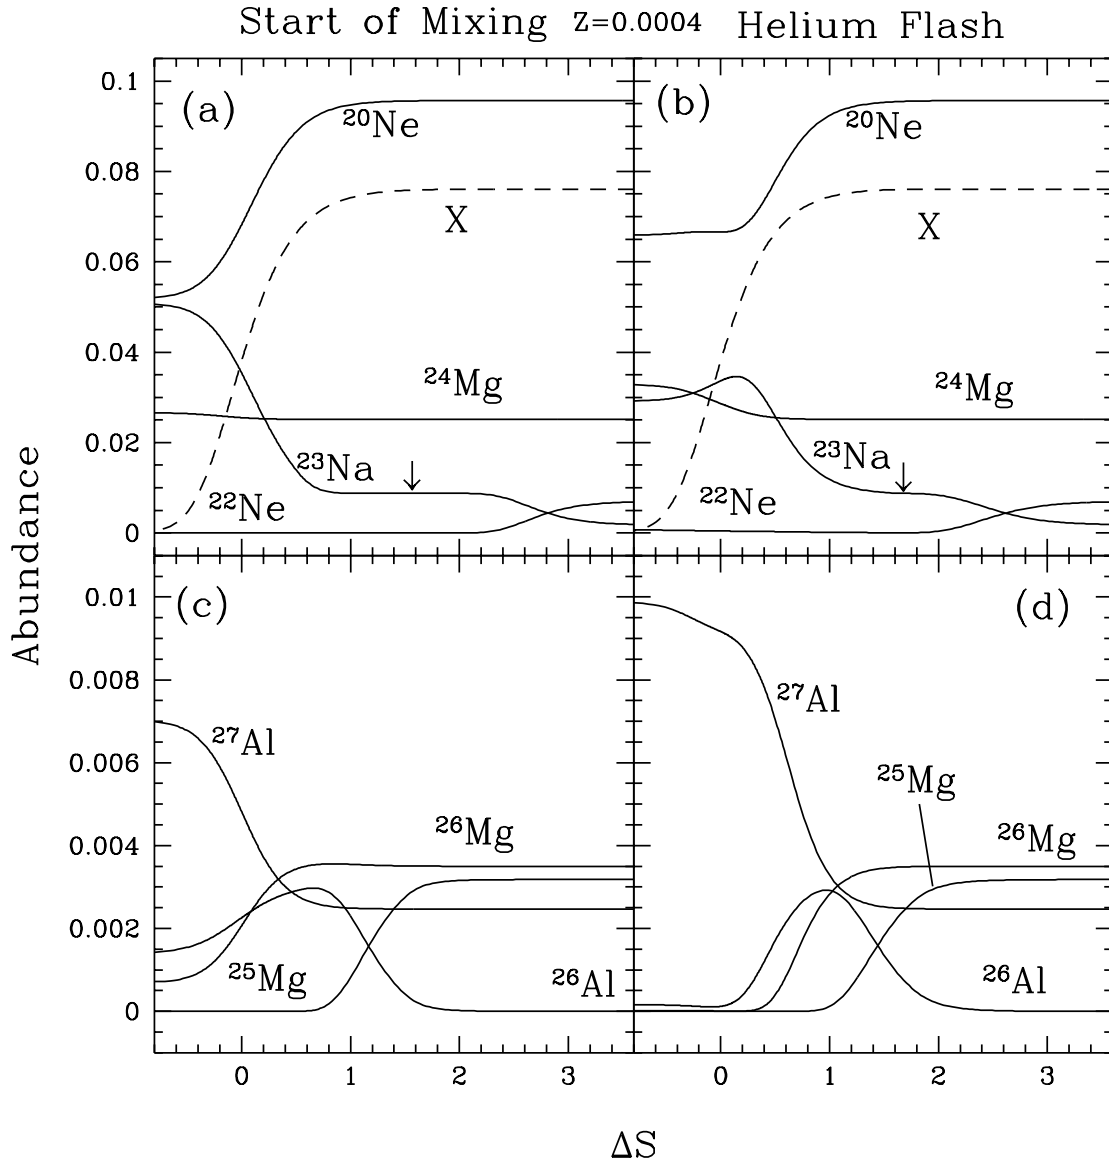 Start of Mixing Z=0.0004 Helium Flash
(a)
(b)
²⁰Ne
²⁰Ne
X
X
²⁴Mg
²⁴Mg
²³Na
²³Na
²²Ne
²²Ne
0.1
0.08
0.06
0.04
0.02
0
Abundance
(c)
(d)
²⁷Al
²⁷Al
²⁵Mg
²⁶Mg
²⁶Mg
²⁵Mg
²⁶Al
²⁶Al
0.01
0.008
0.006
0.004
0.002
0
0 1 2 3
0 1 2 3
ΔS